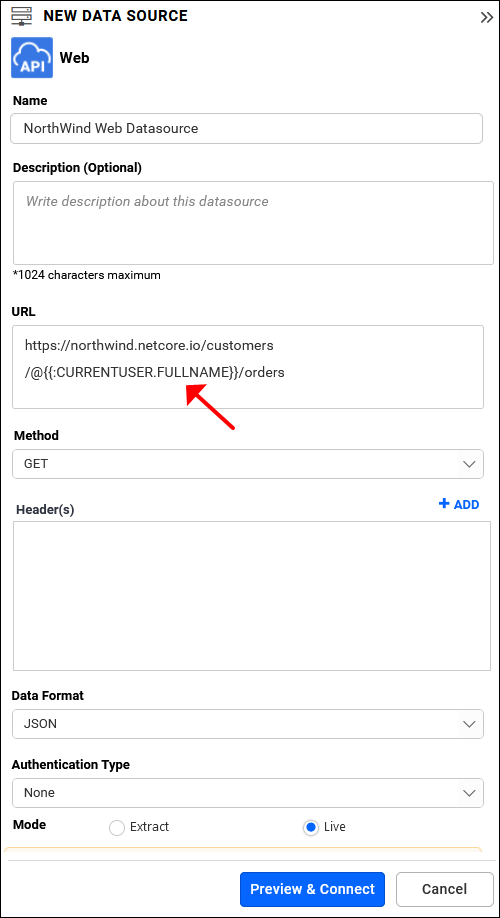 NEW DATA SOURCE
API
Web
Name
NorthWind Web Datasource
Description (Optional)
Write description about this datasource
*1024 characters maximum
URL
https://northwind.netcore.io/customers
/@{{:CURRENTUSER.FULLNAME}}/orders
Method
GET
Header(s)
+ ADD
Data Format
JSON
Authentication Type
None
Mode Extract Live
Preview & Connect Cancel